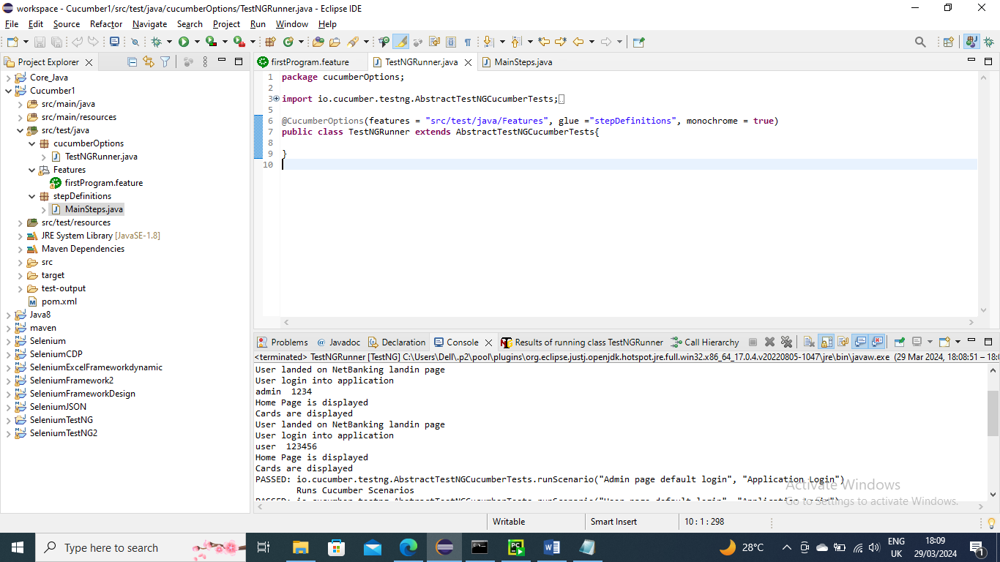 workspace - Cucumber1/src/test/java/cucumberOptions/TestNGRunner.java - Eclipse IDE
File Edit Source Refactor Navigate Search Project Run Window Help
Project Explorer
Core_Java
Cucumber1
src/main/java
src/main/resources
src/test/java
cucumberOptions
TestNGRunner.java
Features
firstProgram.feature
stepDefinitions
MainSteps.java
src/test/resources
JRE System Library [JavaSE-1.8]
Maven Dependencies
src
target
test-output
pom.xml
Java8
maven
Selenium
SeleniumCDP
SeleniumExcelFrameworkdynamic
SeleniumFramework2
SeleniumFrameworkDesign
SeleniumJSON
SeleniumTestNG
SeleniumTestNG2
firstProgram.feature TestNGRunner.java MainSteps.java
1 package cucumberOptions;
2
3 import io.cucumber.testng.AbstractTestNGCucumberTests;
5
6 @CucumberOptions(features = "src/test/java/Features", glue ="stepDefinitions", monochrome = true)
7 public class TestNGRunner extends AbstractTestNGCucumberTests{
8
9 }
10
Problems @ Javadoc Declaration Console Results of running class TestNGRunner Call Hierarchy
<terminated> TestNGRunner [TestNG] C:\Users\Dell\.p2\pool\plugins\org.eclipse.justj.openjdk.hotspot.jre.full.win32.x86_64_17.0.4.v20220805-1047\jre\bin\javaw.exe (29 Mar 2024, 18:08:51 – 18:0
User landed on NetBanking landin page
User login into application
admin 1234
Home Page is displayed
Cards are displayed
User landed on NetBanking landin page
User login into application
user 123456
Home Page is displayed
Cards are displayed
PASSED: io.cucumber.testng.AbstractTestNGCucumberTests.runScenario("Admin page default login", "Application Login")
Runs Cucumber Scenarios
PASSED: io.cucumber.testng.AbstractTestNGCucumberTests.runScenario("User page default login", "Application Login")
Activate Windows
Go to Settings to activate Windows.
Writable Smart Insert 10 : 1 : 298
Type here to search
28°C
ENG
UK
18:09
29/03/2024
1